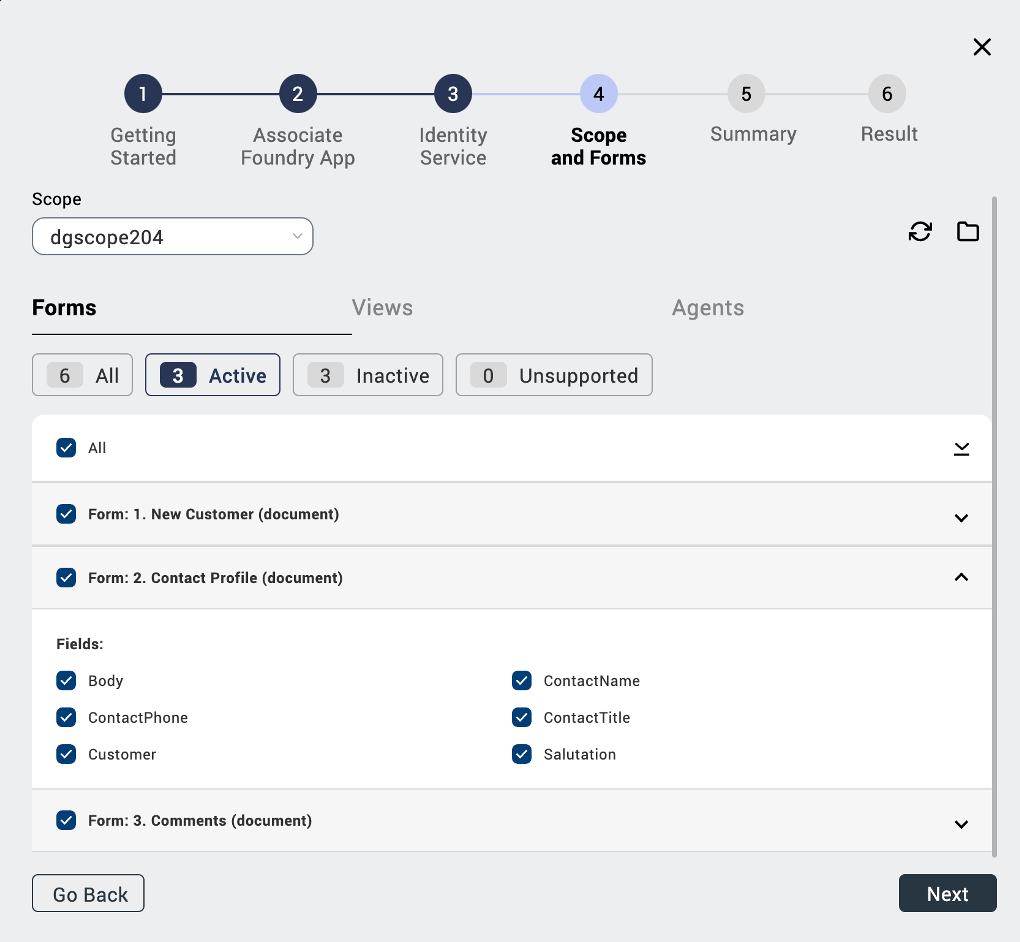 1
2
3
4
5
6
Getting
Started
Associate
Foundry App
Identity
Service
Scope
and Forms
Summary
Result
Scope
dgscope204
Forms
Views
Agents
6 All
3 Active
3 Inactive
0 Unsupported
All
Form: 1. New Customer (document)
Form: 2. Contact Profile (document)
Fields:
Body
ContactName
ContactPhone
ContactTitle
Customer
Salutation
Form: 3. Comments (document)
Go Back
Next